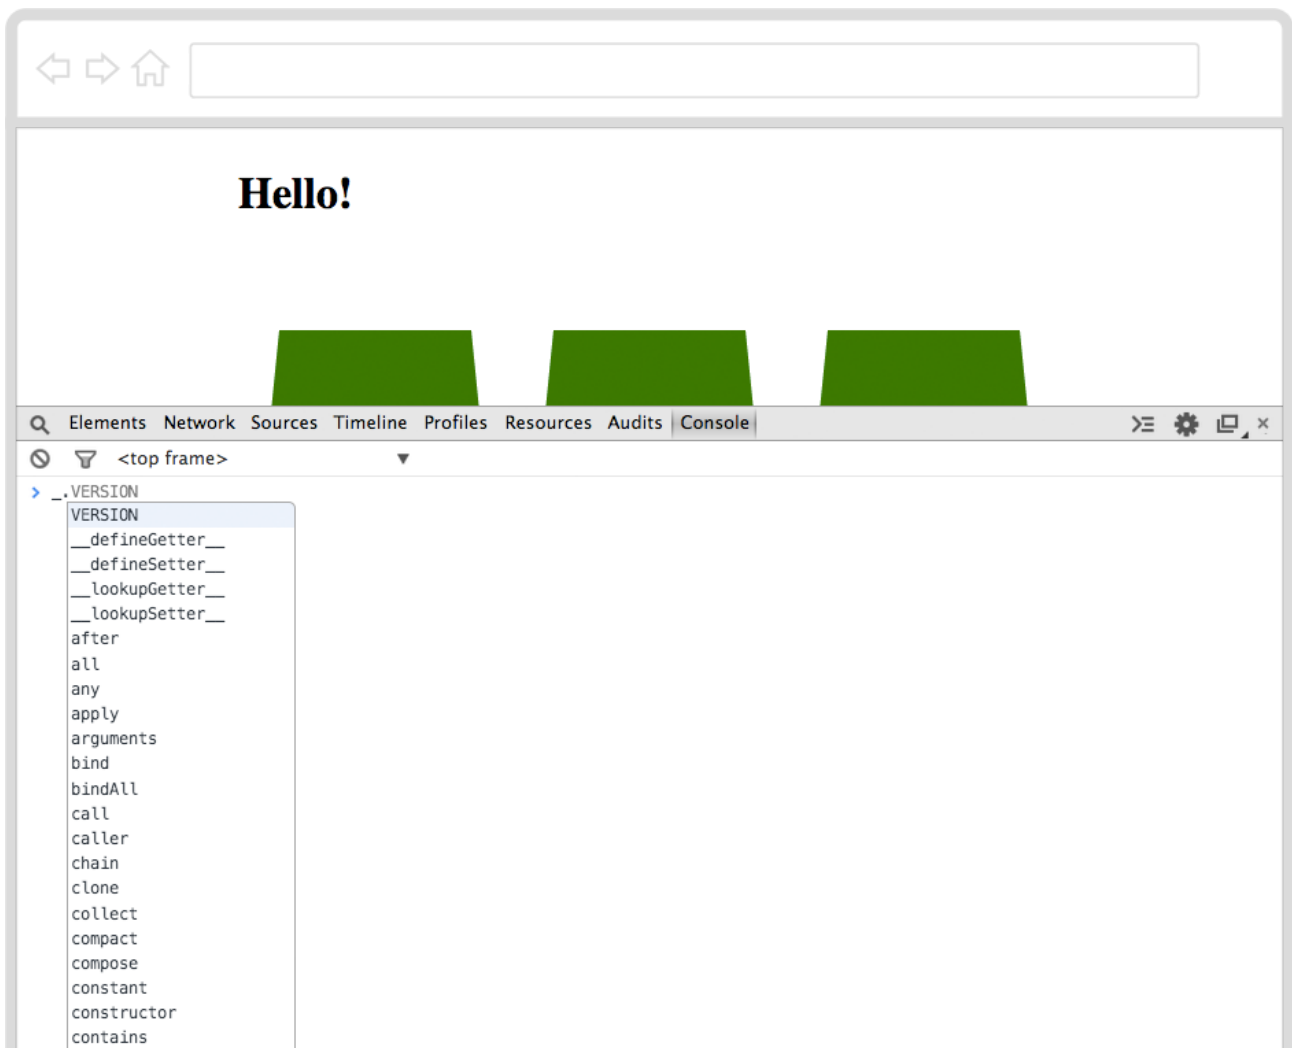 Hello!
Elements Network Sources Timeline Profiles Resources Audits Console
<top frame>
_.VERSION
VERSION
__defineGetter__
__defineSetter__
__lookupGetter__
__lookupSetter__
after
all
any
apply
arguments
bind
bindAll
call
caller
chain
clone
collect
compact
compose
constant
constructor
contains